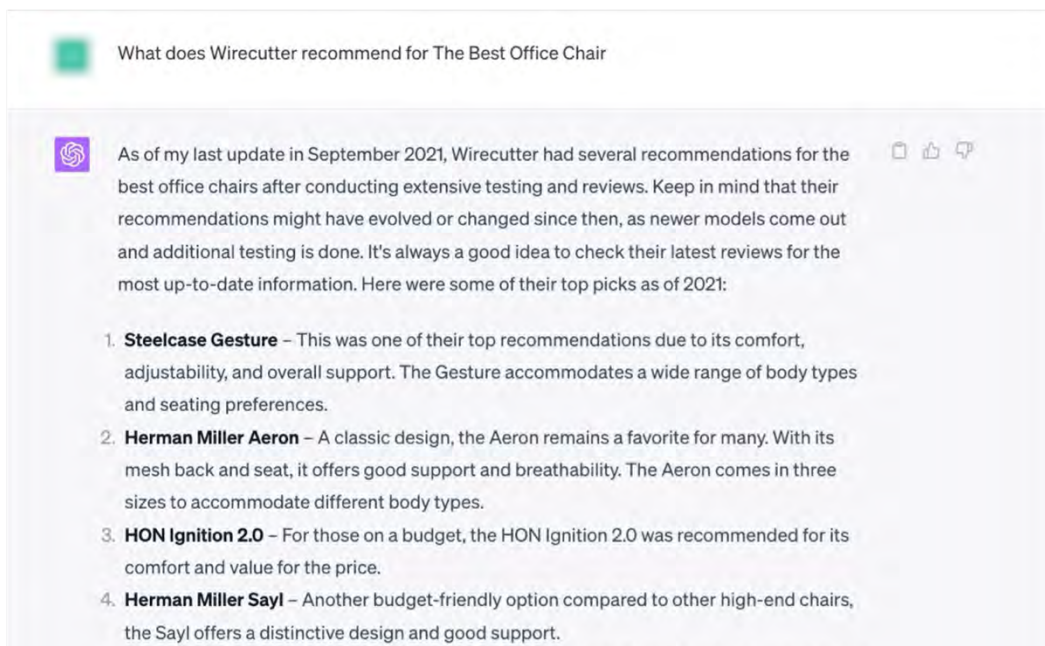 What does Wirecutter recommend for The Best Office Chair
As of my last update in September 2021, Wirecutter had several recommendations for the
best office chairs after conducting extensive testing and reviews. Keep in mind that their
recommendations might have evolved or changed since then, as newer models come out
and additional testing is done. It's always a good idea to check their latest reviews for the
most up-to-date information. Here were some of their top picks as of 2021:
1. Steelcase Gesture – This was one of their top recommendations due to its comfort,
adjustability, and overall support. The Gesture accommodates a wide range of body types
and seating preferences.
2. Herman Miller Aeron – A classic design, the Aeron remains a favorite for many. With its
mesh back and seat, it offers good support and breathability. The Aeron comes in three
sizes to accommodate different body types.
3. HON Ignition 2.0 – For those on a budget, the HON Ignition 2.0 was recommended for its
comfort and value for the price.
4. Herman Miller Sayl – Another budget-friendly option compared to other high-end chairs,
the Sayl offers a distinctive design and good support.